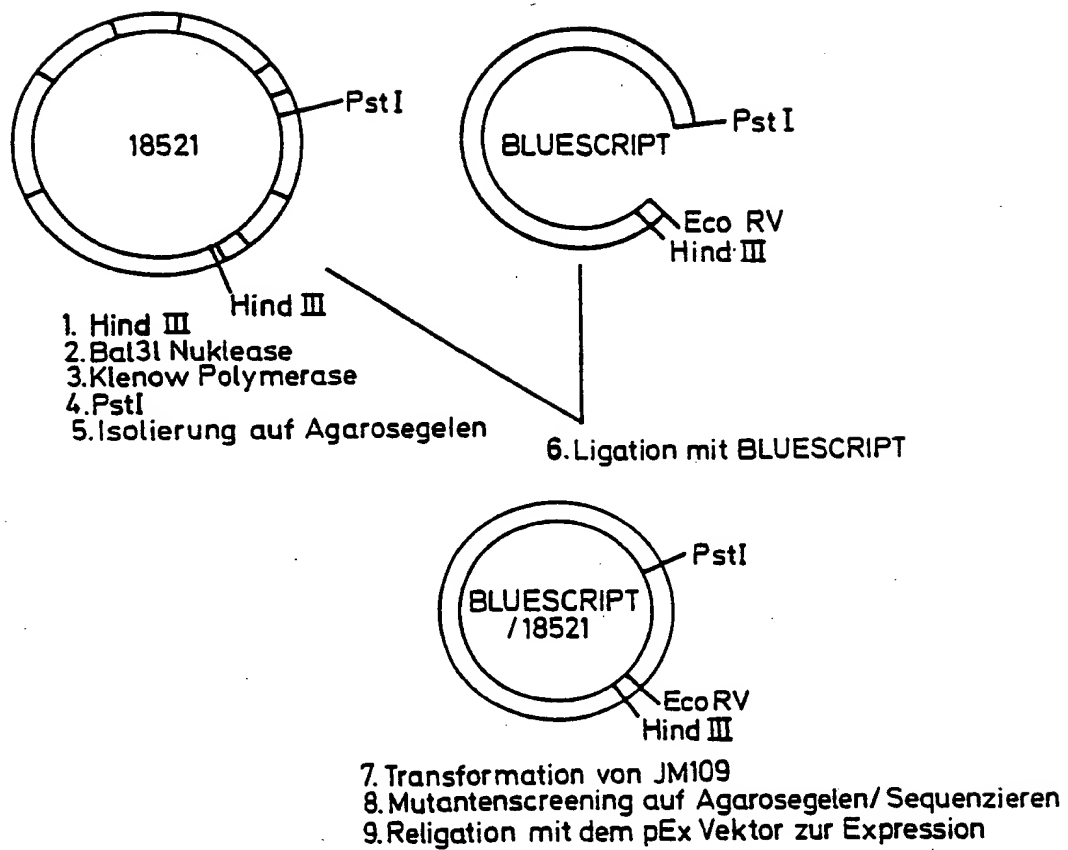 18521
PstI
BLUESCRIPT
PstI
Eco RV
Hind III
Hind III
1. Hind III
2. Bal31 Nuklease
3. Klenow Polymerase
4. PstI
5. Isolierung auf Agarosegelen
6. Ligation mit BLUESCRIPT
PstI
BLUESCRIPT
/18521
EcoRV
Hind III
7. Transformation von JM109
8. Mutantenscreening auf Agarosegelen/ Sequenzieren
9. Religation mit dem pEx Vektor zur Expression